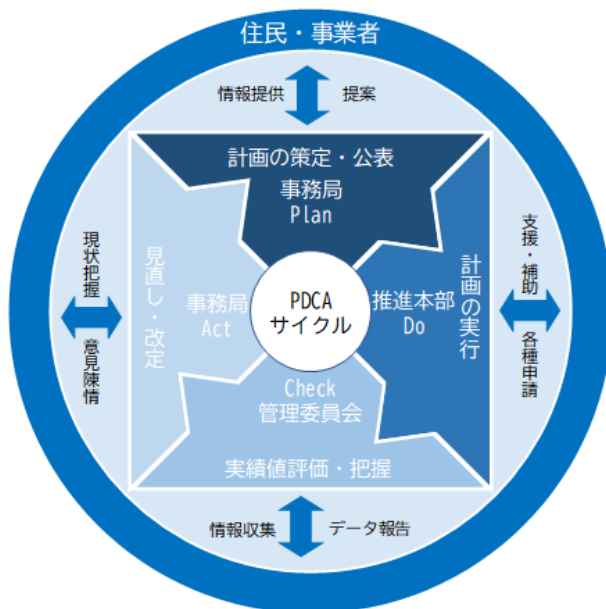 住民・事業者
情報提供
提案
計画の策定・公表
事務局
Plan
現状把握
意見陳情
見直し・改定
事務局
Act
PDCA
サイクル
推進本部
Do
計画の実行
支援・補助
各種申請
Check
管理委員会
実績値評価・把握
情報収集
データ報告